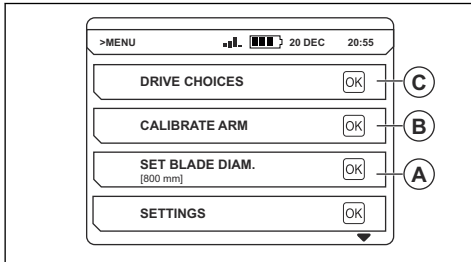 >MENU 20 DEC 20:55
DRIVE CHOICES OK C
CALIBRATE ARM OK B
SET BLADE DIAM. OK A
[800 mm]
SETTINGS OK